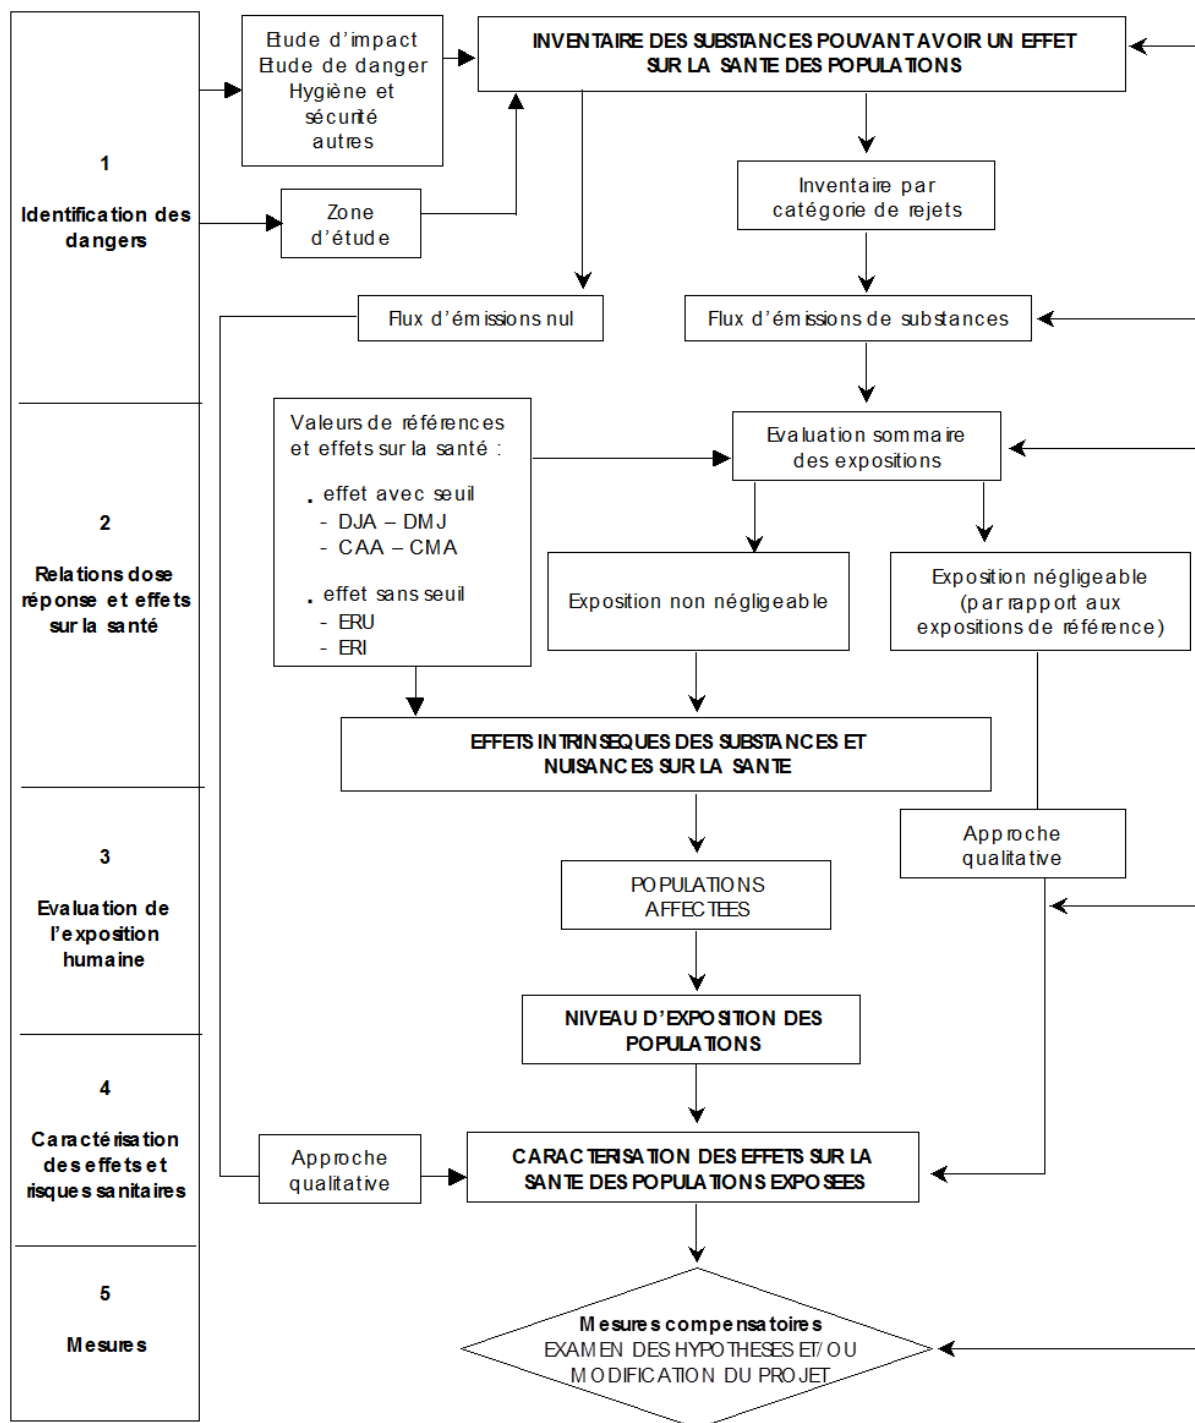 1
Identification des
dangers
Etude d'impact
Etude de danger
Hygiène et
sécurité
autres
INVENTAIRE DES SUBSTANCES POUVANT AVOIR UN EFFET
SUR LA SANTE DES POPULATIONS
Zone
d'étude
Inventaire par
catégorie de rejets
Flux d'émissions nul
Flux d'émissions de substances
2
Relations dose
réponse et effets
sur la santé
Valeurs de références
et effets sur la santé :
. effet avec seuil
- DJA – DMJ
- CAA – CMA
. effet sans seuil
- ERU
- ERI
Evaluation sommaire
des expositions
Exposition non négligeable
Exposition négligeable
(par rapport aux
expositions de référence)
EFFETS INTRINSEQUES DES SUBSTANCES ET
NUISANCES SUR LA SANTE
3
Evaluation de
l'exposition
humaine
Approche
qualitative
POPULATIONS
AFFECTEES
NIVEAU D'EXPOSITION DES
POPULATIONS
4
Caractérisation
des effets et
risques sanitaires
Approche
qualitative
CARACTERISATION DES EFFETS SUR LA
SANTE DES POPULATIONS EXPOSEES
5
Mesures
Mesures compensatoires
EXAMEN DES HYPOTHESES ET/OU
MODIFICATION DU PROJET